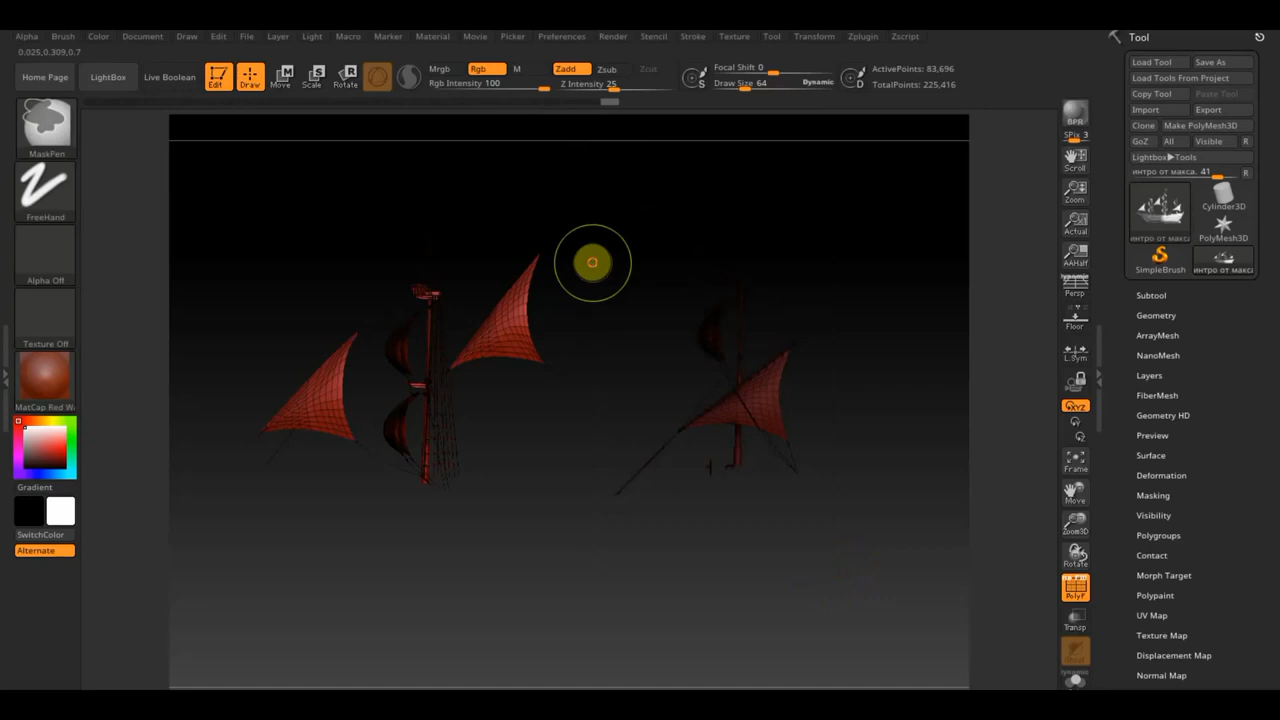 Alpha Brush Color Document Draw Edit File Layer Light Macro Marker Material Movie Picker Preferences Render Stencil Stroke Texture Tool Transform Zplugin Zscript
Tool
0.025,0.309,0.7
Home Page
LightBox
Live Boolean
Edit
Draw
Move
Scale
Rotate
Mrgb Rgb M
Rgb Intensity 100
Zadd Zsub Zcut
Z Intensity 25
Focal Shift 0
Draw Size 64 Dynamic
S
D
ActivePoints: 83,696
TotalPoints: 225,416
MaskPen
FreeHand
Alpha Off
Texture Off
MatCap Red W
Gradient
SwitchColor
Alternate
BPR
SPix 3
Scroll
Zoom
Actual
AAHalf
Dynamic
Persp
Floor
L.Sym
XYZ
Y
Z
Frame
Move
Zoom3D
Rotate
PolyF
Transp
Dynamic
Load Tool Save As
Load Tools From Project
Copy Tool Paste Tool
Import Export
Clone Make PolyMesh3D
GoZ All Visible R
Lightbox▶Tools
интро от макса. 41 R
интро от макса
Cylinder3D
PolyMesh3D
SimpleBrush
интро от макса
Subtool
Geometry
ArrayMesh
NanoMesh
Layers
FiberMesh
Geometry HD
Preview
Surface
Deformation
Masking
Visibility
Polygroups
Contact
Morph Target
Polypaint
UV Map
Texture Map
Displacement Map
Normal Map